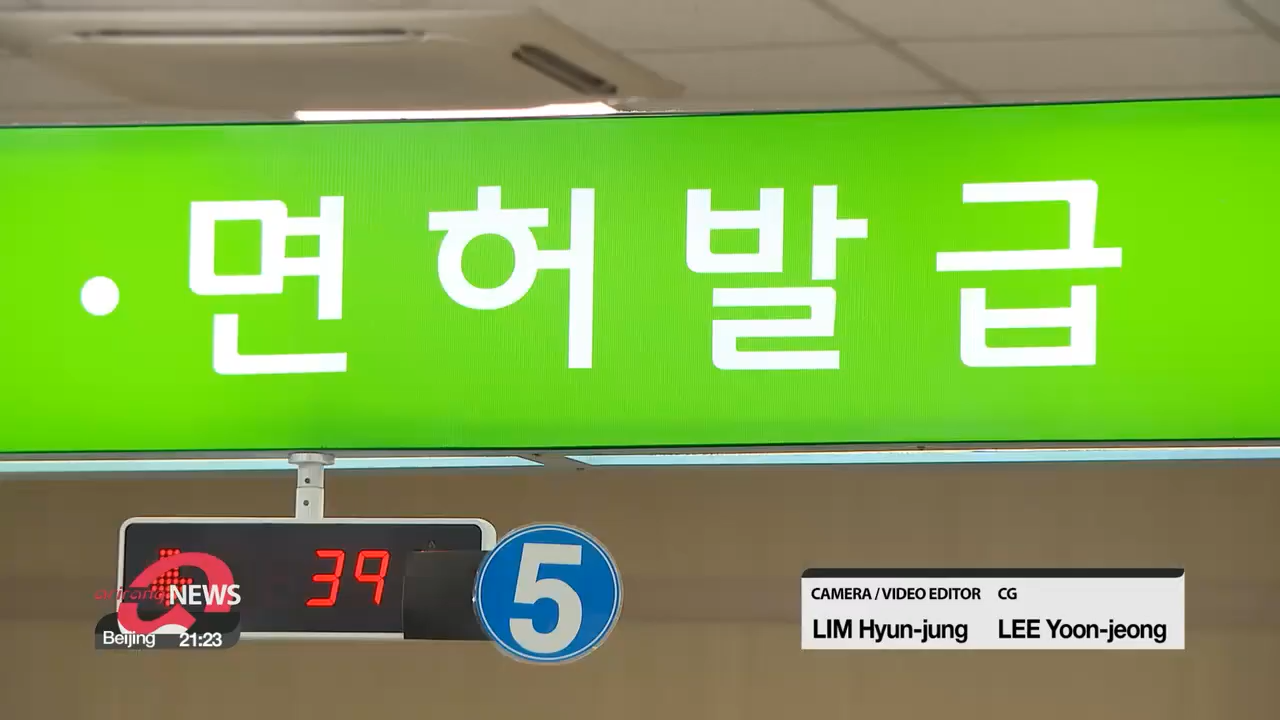 ·면허발급
39
5
arirang NEWS
Beijing 21:23
CAMERA / VIDEO EDITOR CG
LIM Hyun-jung LEE Yoon-jeong